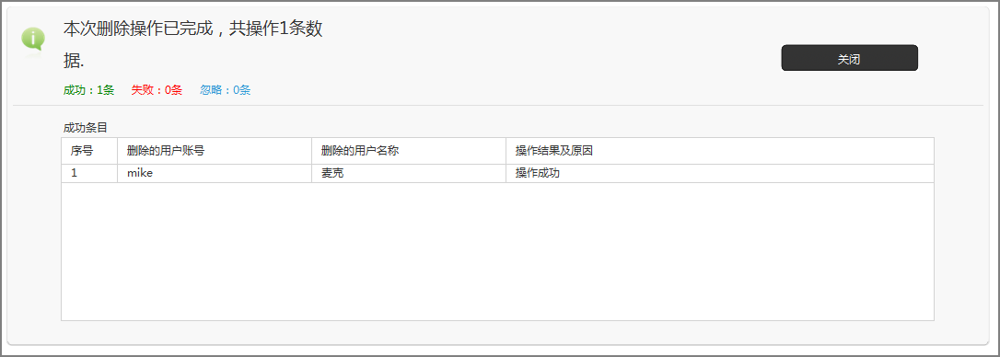 本次删除操作已完成，共操作1条数
据.
关闭
成功：1条 失败：0条 忽略：0条
成功条目
序号 删除的用户账号 删除的用户名称 操作结果及原因
1 mike 麦克 操作成功